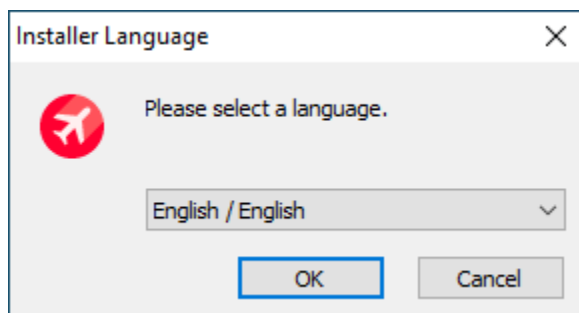 Installer Language
Please select a language.
English / English
OK
Cancel